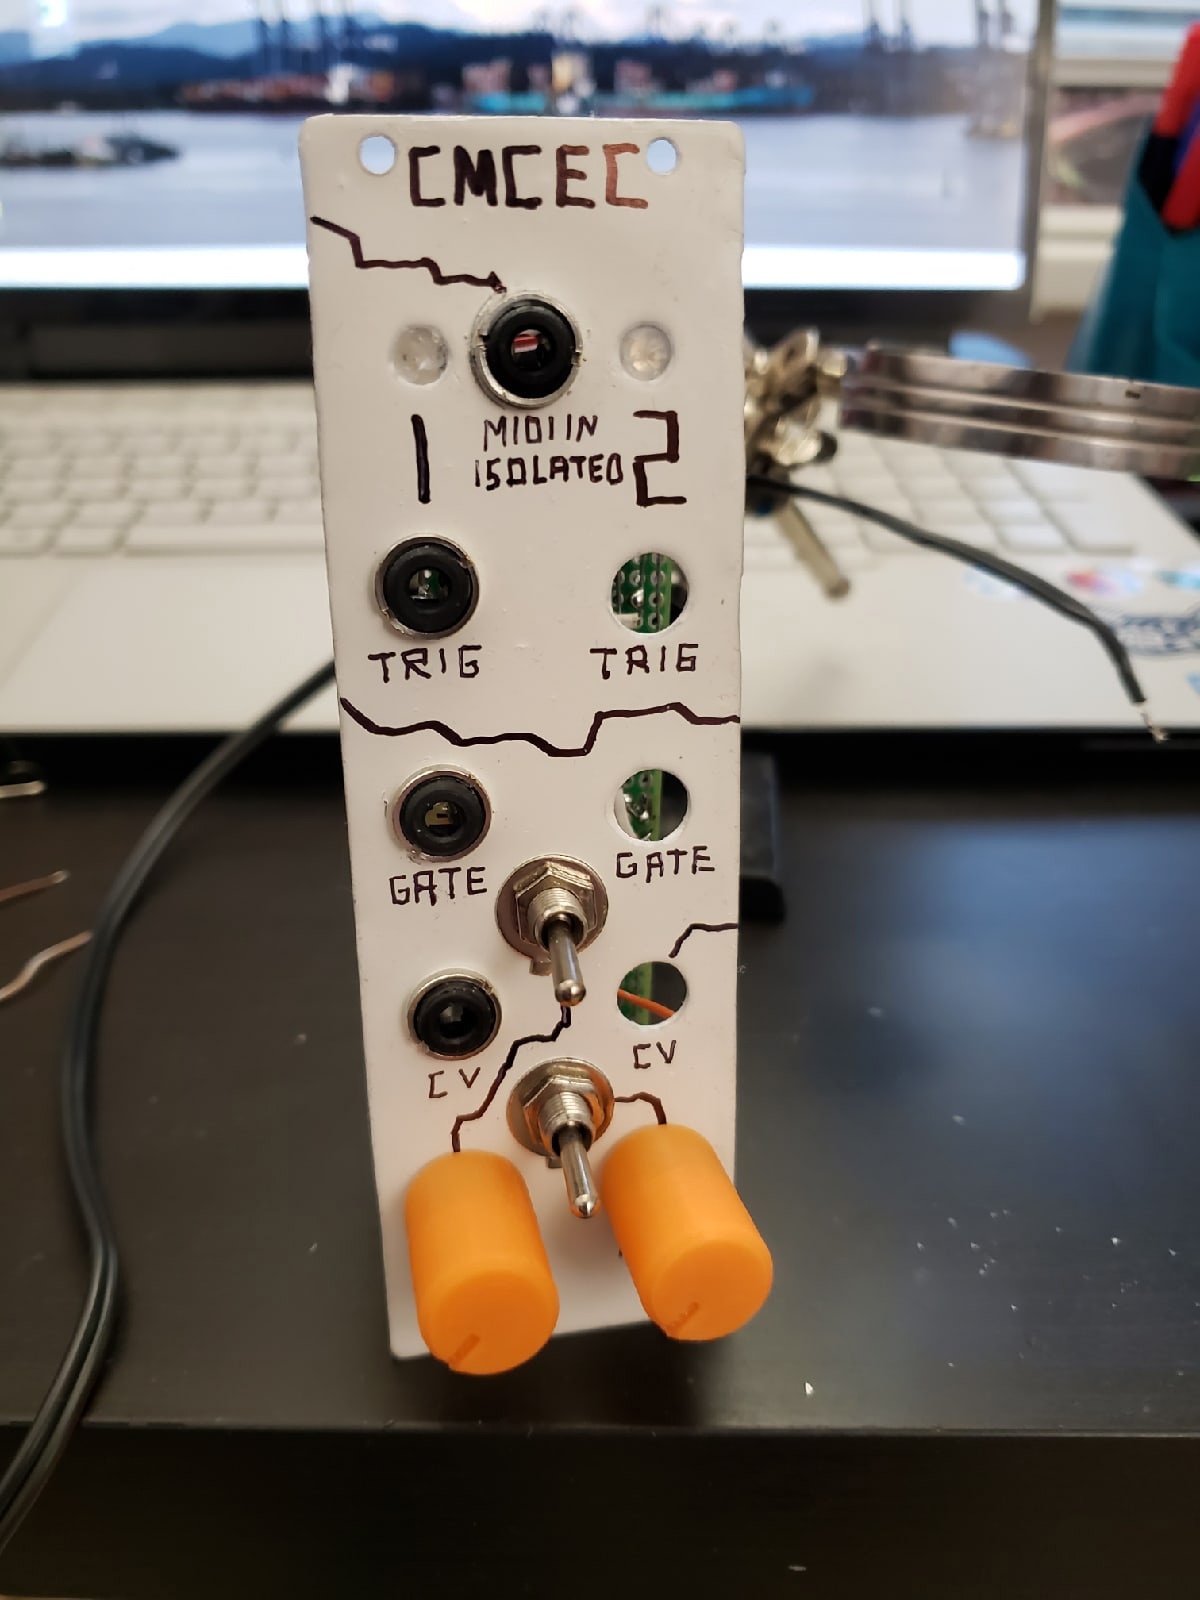 CMCEC
1 MIDI IN 2
ISOLATED
TRIG TRIG
GATE GATE
CV CV